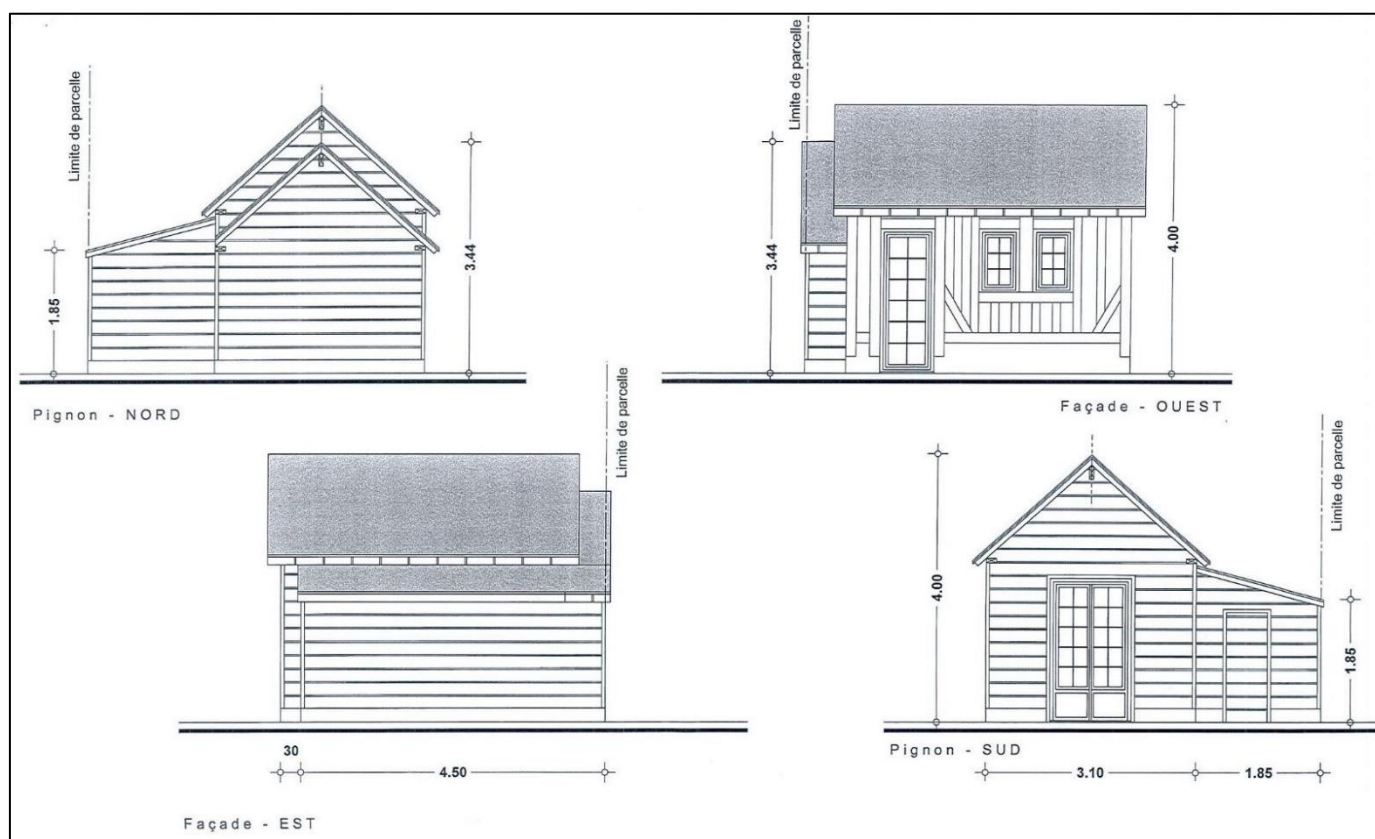 Limite de parcelle
3.44
1.85
Pignon - NORD
Limite de parcelle
3.44
4.00
Façade - OUEST
Limite de parcelle
30
4.50
Façade - EST
Limite de parcelle
4.00
1.85
Pignon - SUD
3.10
1.85